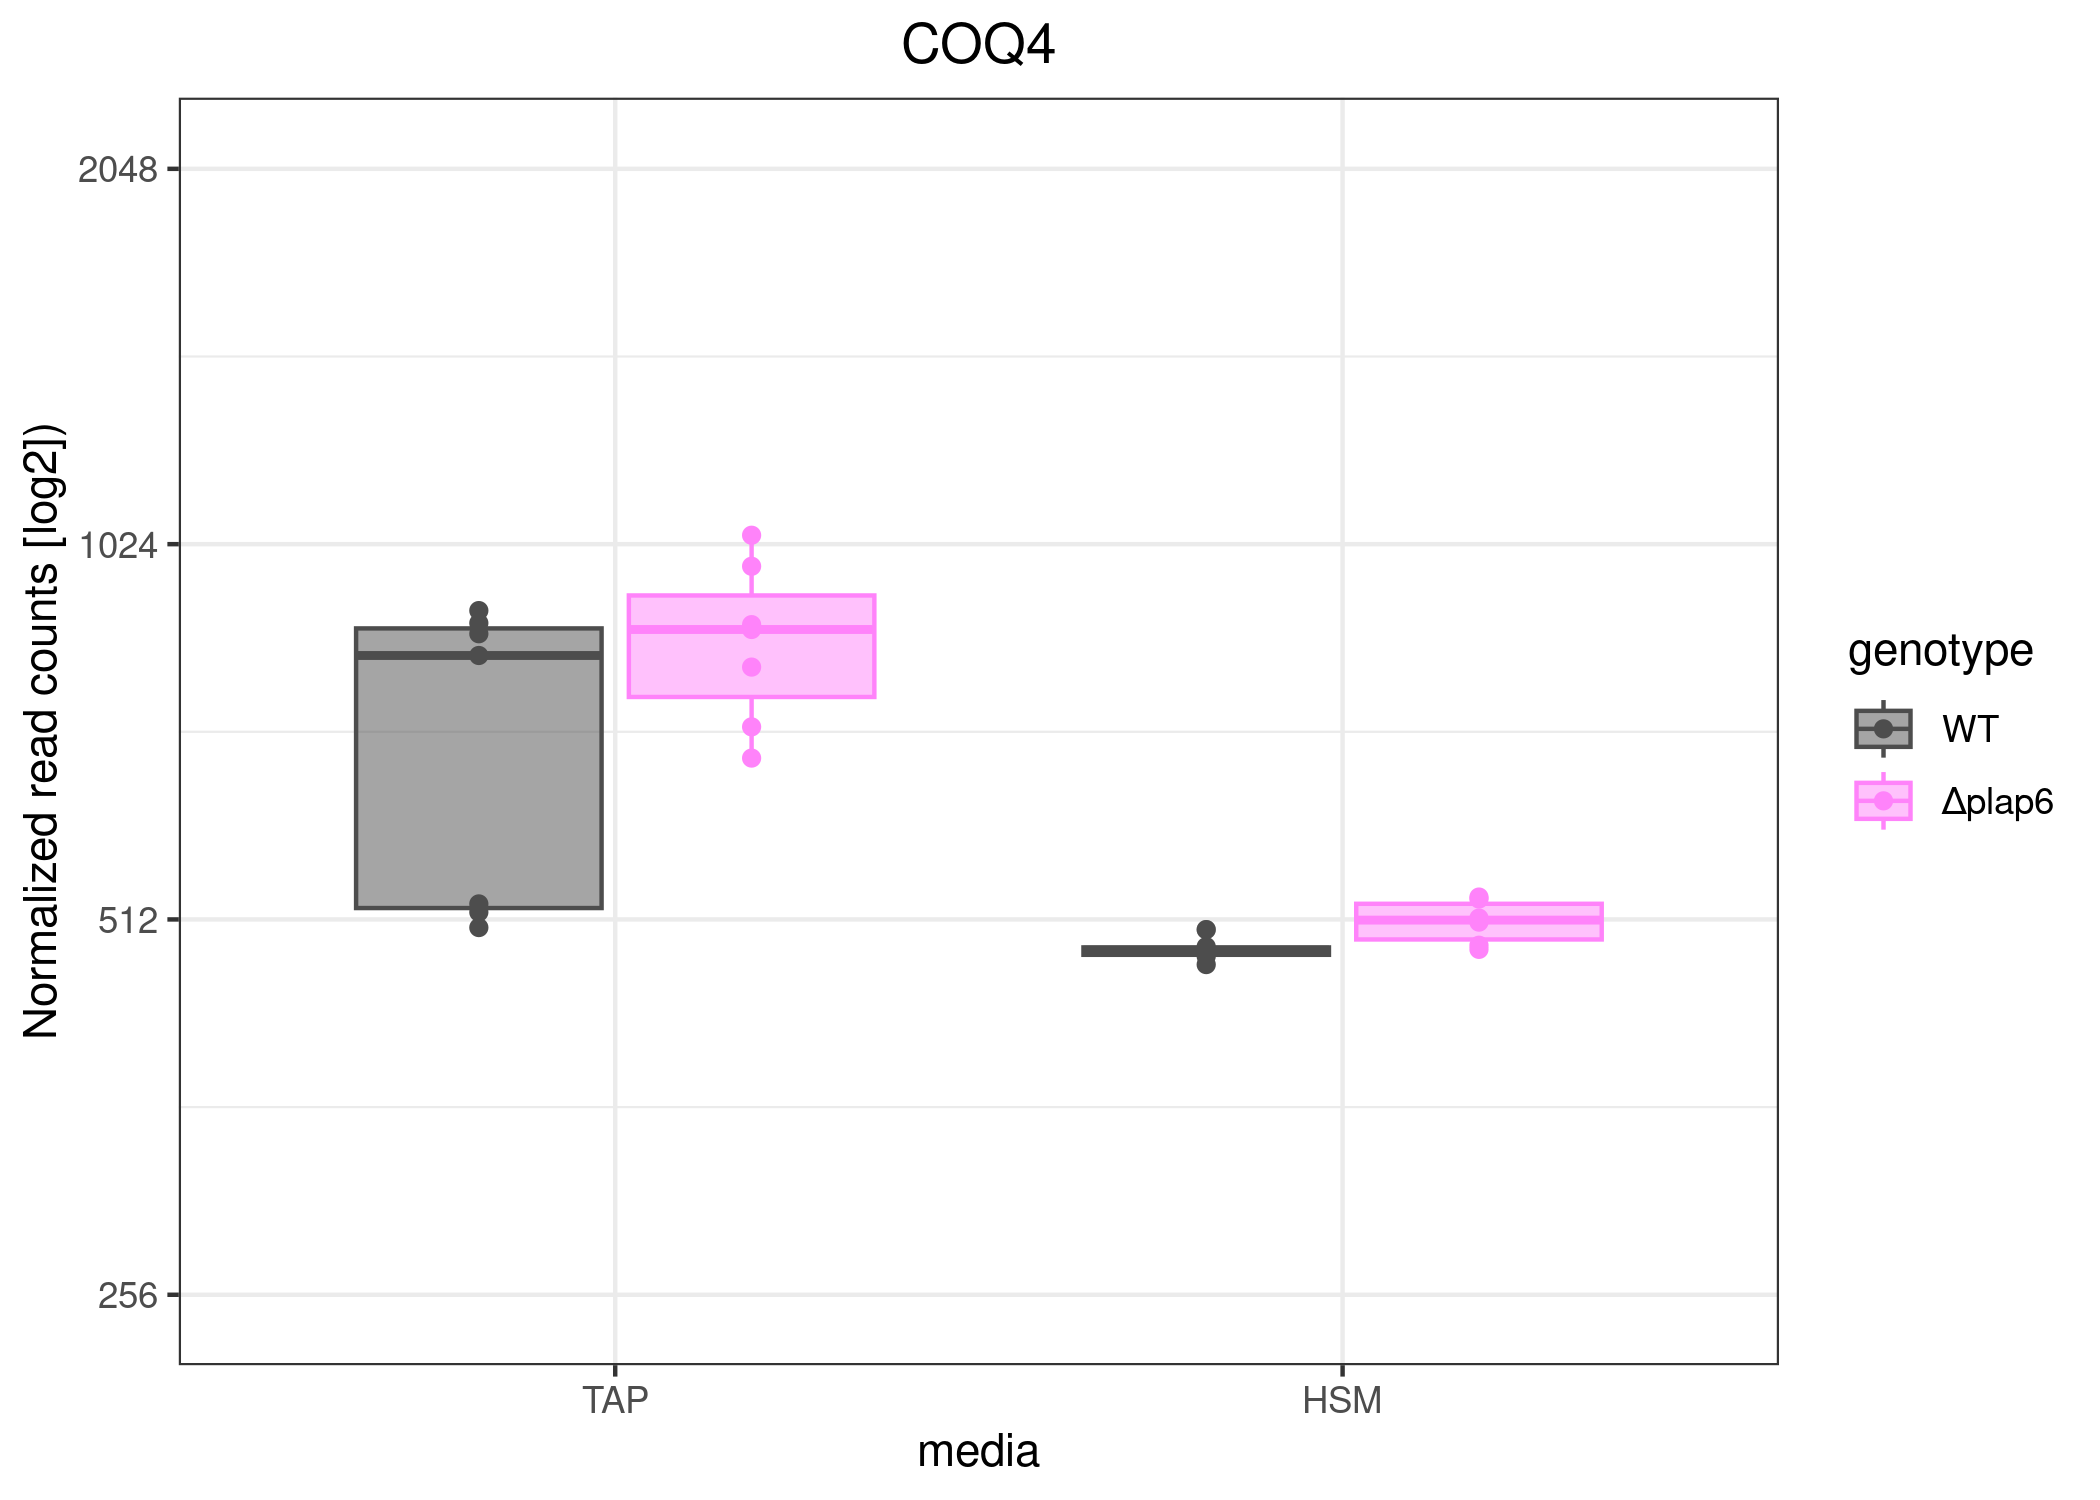 COQ4
Normalized read counts [log2])
2048
1024
512
256
TAP
HSM
media
genotype
WT
Δplap6